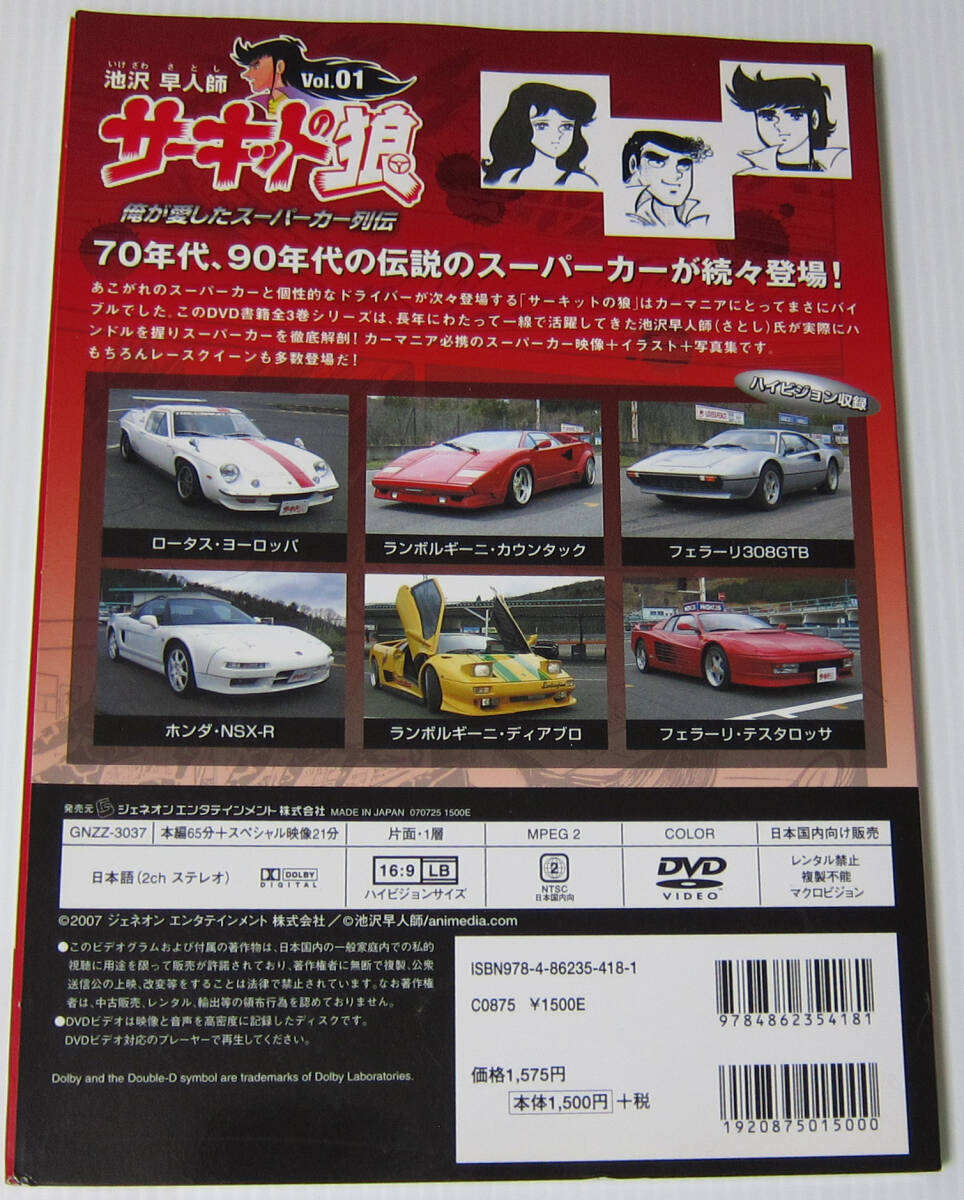 いけ ざわ さ と し
池沢 早人師
Vol.01
サーキットの狼
俺が愛したスーパーカー列伝
70年代、90年代の伝説のスーパーカーが続々登場!
あこがれのスーパーカーと個性的なドライバーが次々登場する「サーキットの狼」はカーマニアにとってまさにバイ
ブルでした。このDVD書籍全3巻シリーズは、長年にわたって一線で活躍してきた池沢早人師(さとし)氏が実際にハ
ンドルを握りスーパーカーを徹底解剖! カーマニア必携のスーパーカー映像+イラスト+写真集です。
もちろんレースクイーンも多数登場だ!
ハイビジョン収録
ロータス・ヨーロッパ
ランボルギーニ・カウンタック
フェラーリ308GTB
ホンダ・NSX-R
ランボルギーニ・ディアブロ
フェラーリ・テスタロッサ
発売元 ジェネオン エンタテインメント 株式会社 MADE IN JAPAN 070725 1500E
GNZZ-3037 本編65分+スペシャル映像21分 片面・1層 MPEG 2 COLOR 日本国内向け販売
日本語(2ch ステレオ)
DOLBY
DIGITAL
16:9 LB
ハイビジョンサイズ
2
NTSC
日本国内向
DVD
VIDEO
レンタル禁止
複製不能
マクロビジョン
©2007 ジェネオン エンタテインメント 株式会社/©池沢早人師/animedia.com
●このビデオグラムおよび付属の著作物は、日本国内の一般家庭内での私的
視聴に用途を限って販売が許諾されており、著作権者に無断で複製、公衆
送信公の上映、改変等をすることは法律で禁止されています。なお著作権
者は、中古販売、レンタル、輸出等の領布行為を認めておりません。
●DVDビデオは映像と音声を高密度に記録したディスクです。
DVDビデオ対応のプレーヤーで再生してください。
Dolby and the Double-D symbol are trademarks of Dolby Laboratories.
ISBN978-4-86235-418-1
C0875 ¥1500E
9784862354181
価格1,575円
本体1,500円+税
1920875015000